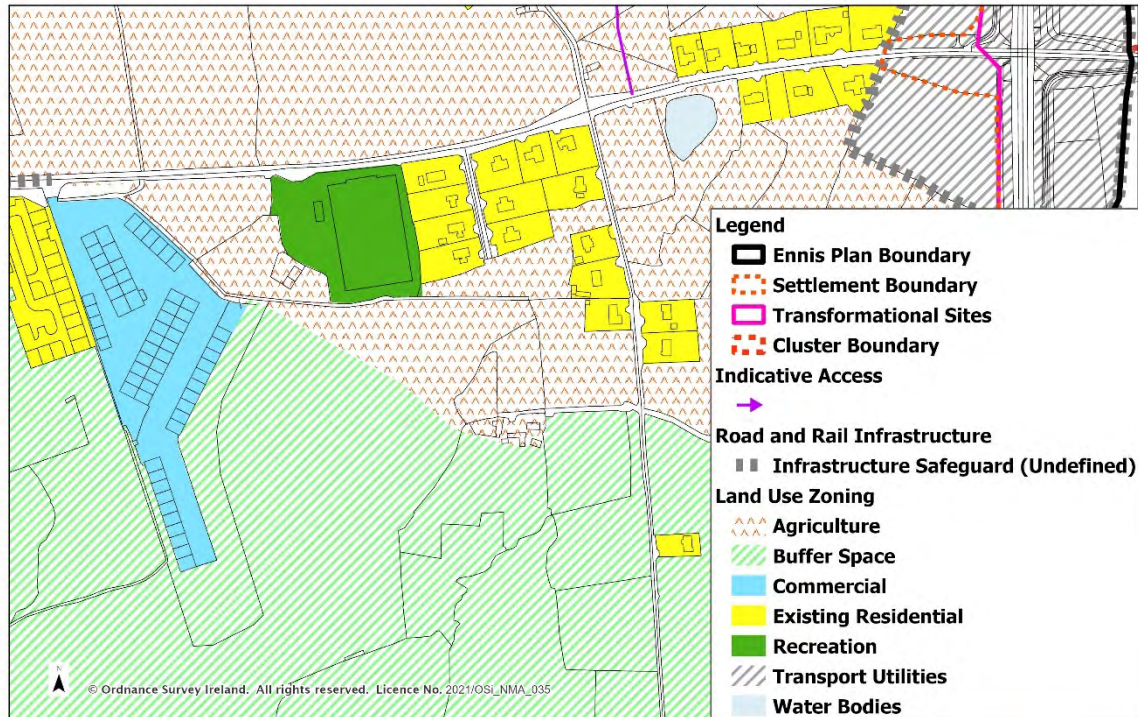 Legend
Ennis Plan Boundary
Settlement Boundary
Transformational Sites
Cluster Boundary
Indicative Access
Road and Rail Infrastructure
Infrastructure Safeguard (Undefined)
Land Use Zoning
Agriculture
Buffer Space
Commercial
Existing Residential
Recreation
Transport Utilities
Water Bodies
N
© Ordnance Survey Ireland. All rights reserved. Licence No. 2021/OSi_NMA_035